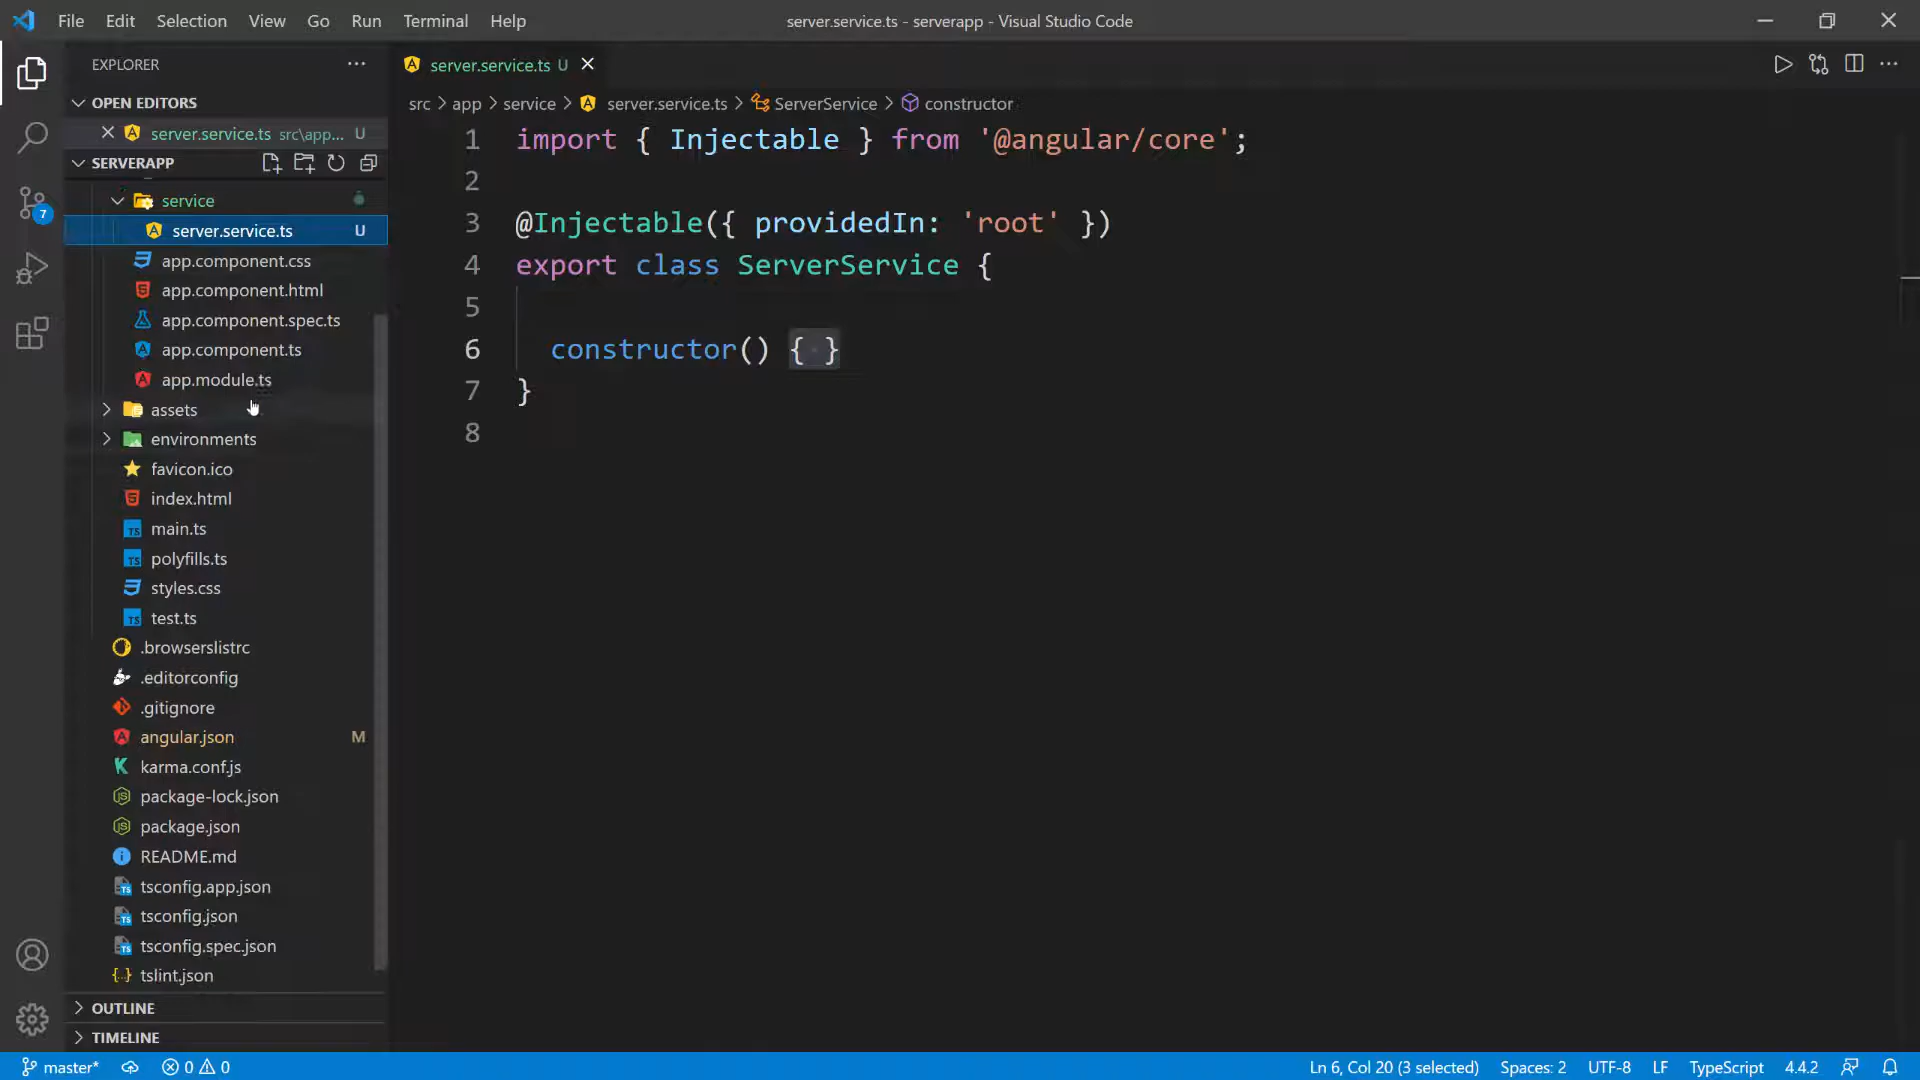 File Edit Selection View Go Run Terminal Help
server.service.ts - serverapp - Visual Studio Code
EXPLORER
OPEN EDITORS
server.service.ts src\app... U
SERVERAPP
service
server.service.ts U
app.component.css
app.component.html
app.component.spec.ts
app.component.ts
app.module.ts
assets
environments
favicon.ico
index.html
main.ts
polyfills.ts
styles.css
test.ts
.browserslistrc
.editorconfig
.gitignore
angular.json M
karma.conf.js
package-lock.json
package.json
README.md
tsconfig.app.json
tsconfig.json
tsconfig.spec.json
tslint.json
OUTLINE
TIMELINE
7
server.service.ts U
src > app > service > server.service.ts > ServerService > constructor
1 import { Injectable } from '@angular/core';
2
3 @Injectable({ providedIn: 'root' })
4 export class ServerService {
5
6 constructor() { }
7 }
8
master* 0 0
Ln 6, Col 20 (3 selected) Spaces: 2 UTF-8 LF TypeScript 4.4.2